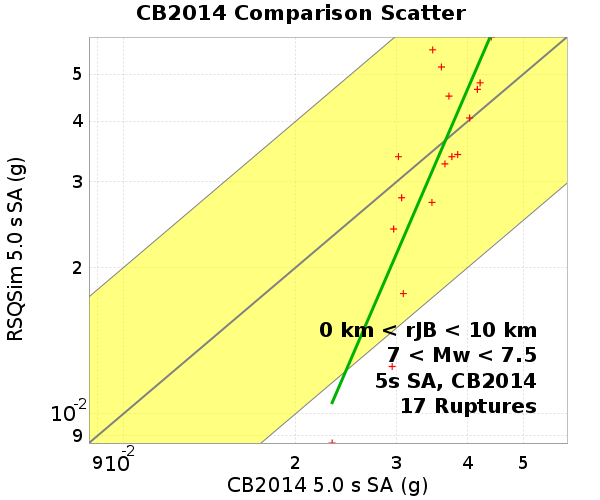 CB2014 Comparison Scatter
RSQSim 5.0 s SA (g)
5
4
3
2
10-2
9
0 km < rJB < 10 km
7 < Mw < 7.5
5s SA, CB2014
17 Ruptures
9 10-2 2 3 4 5
CB2014 5.0 s SA (g)